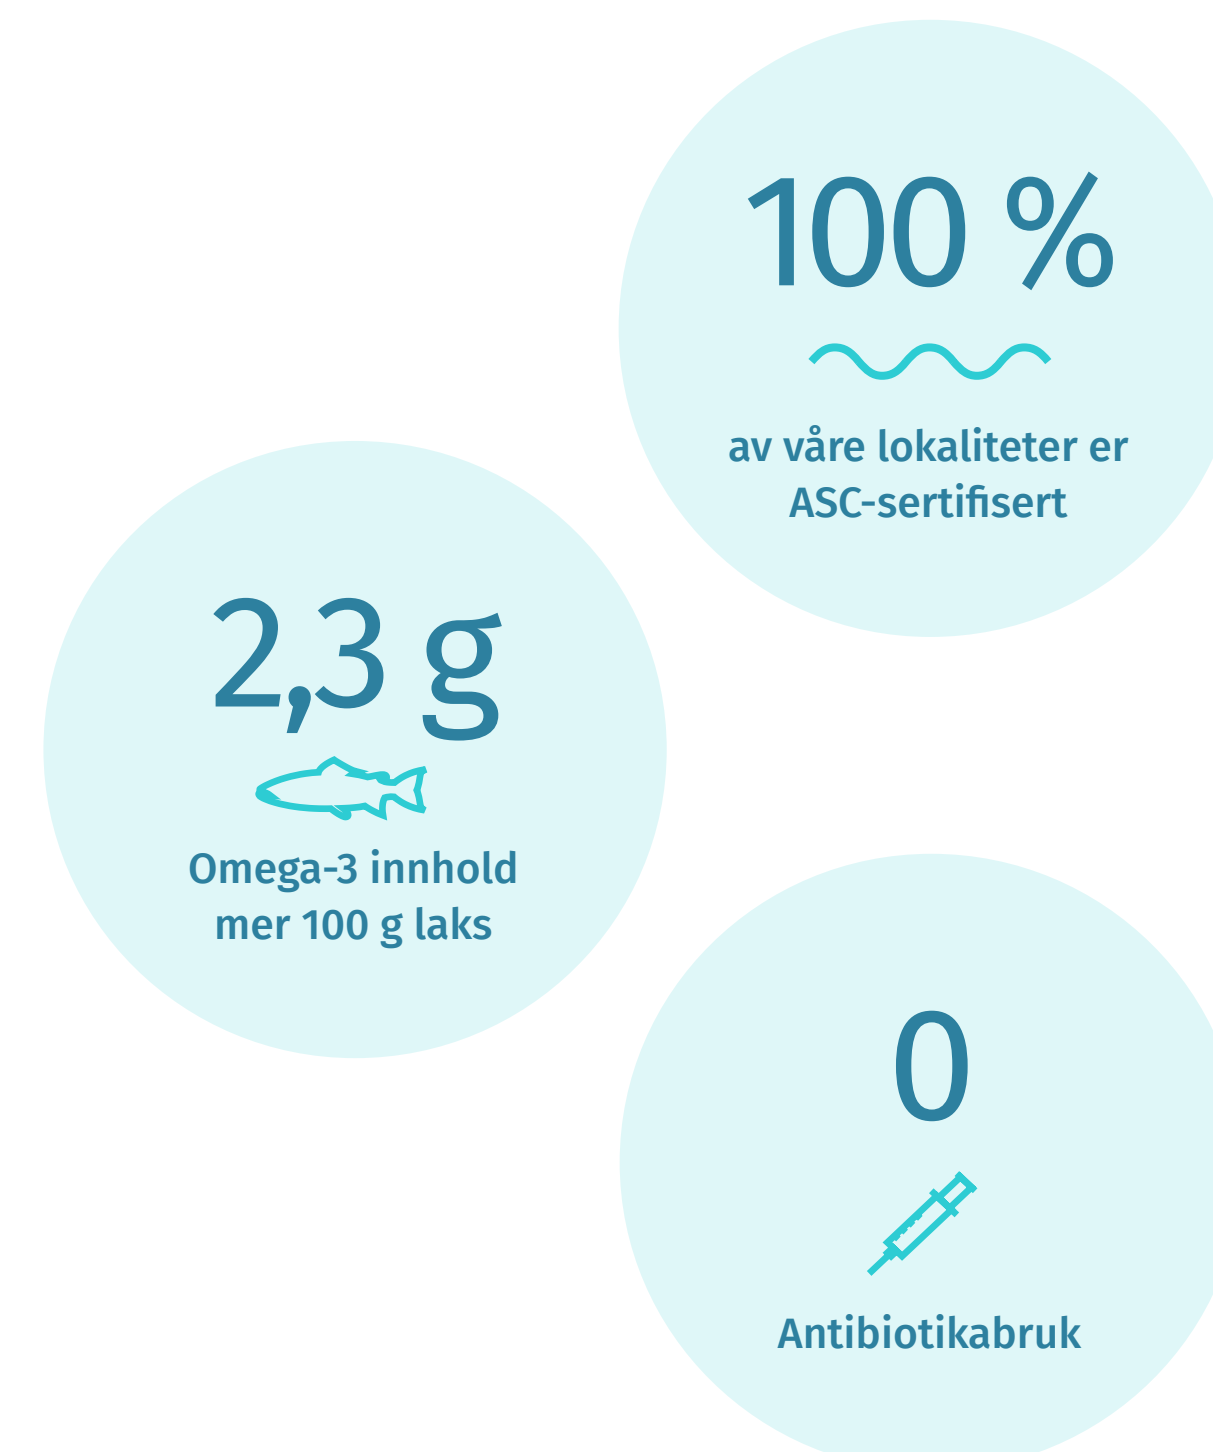 100 %
av våre lokaliteter er
ASC-sertifisert
2,3 g
Omega-3 innhold
mer 100 g laks
0
Antibiotikabruk